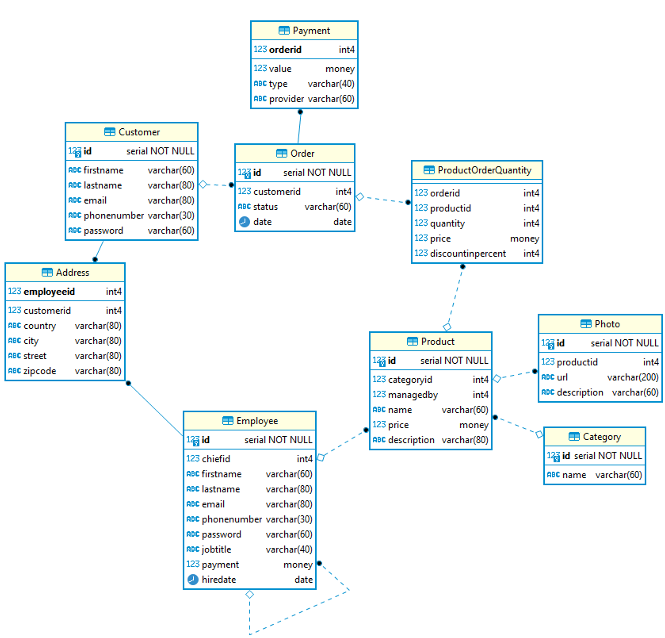 Payment
123 orderid int4
123 value money
ABC type varchar(40)
ABC provider varchar(60)
Customer
123 id serial NOT NULL
ABC firstname varchar(60)
ABC lastname varchar(80)
ABC email varchar(80)
ABC phonenumber varchar(30)
ABC password varchar(60)
Order
123 id serial NOT NULL
123 customerid int4
ABC status varchar(60)
date date
ProductOrderQuantity
123 orderid int4
123 productid int4
123 quantity int4
123 price money
123 discountinpercent int4
Address
123 employeeid int4
123 customerid int4
ABC country varchar(80)
ABC city varchar(80)
ABC street varchar(80)
ABC zipcode varchar(80)
Product
123 id serial NOT NULL
123 categoryid int4
123 managedby int4
ABC name varchar(60)
123 price money
ABC description varchar(80)
Photo
123 id serial NOT NULL
123 productid int4
ABC url varchar(200)
ABC description varchar(60)
Category
123 id serial NOT NULL
ABC name varchar(60)
Employee
123 id serial NOT NULL
123 chiefid int4
ABC firstname varchar(60)
ABC lastname varchar(80)
ABC email varchar(80)
ABC phonenumber varchar(30)
ABC password varchar(60)
ABC jobtitle varchar(40)
123 payment money
hiredate date